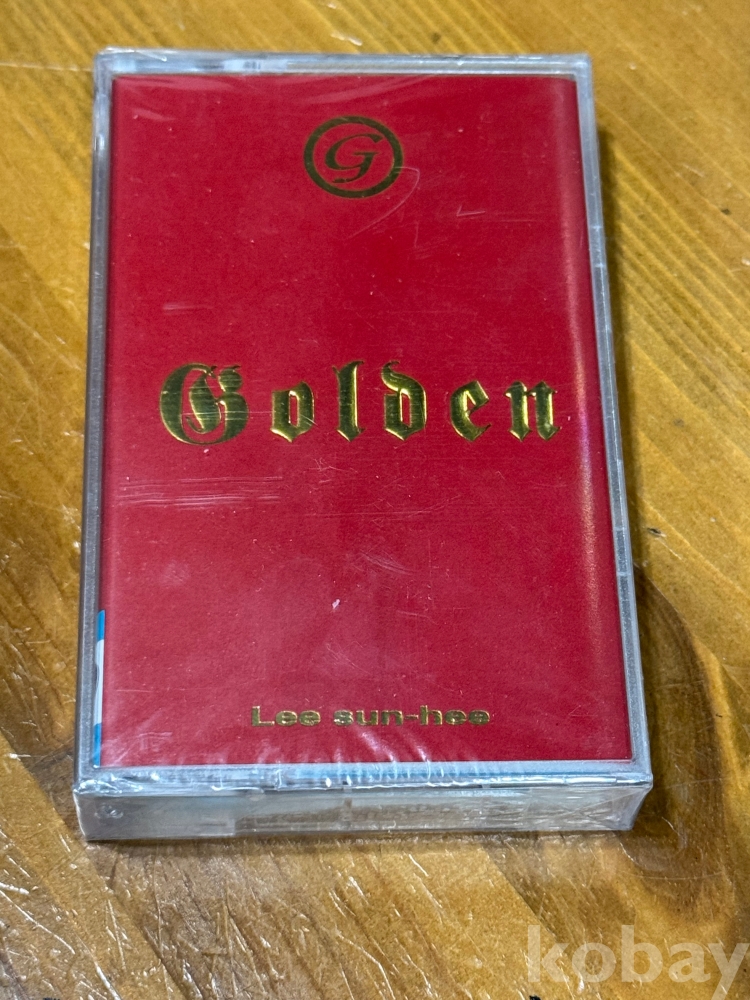 G
Golden
Lee sun-hee
kobay